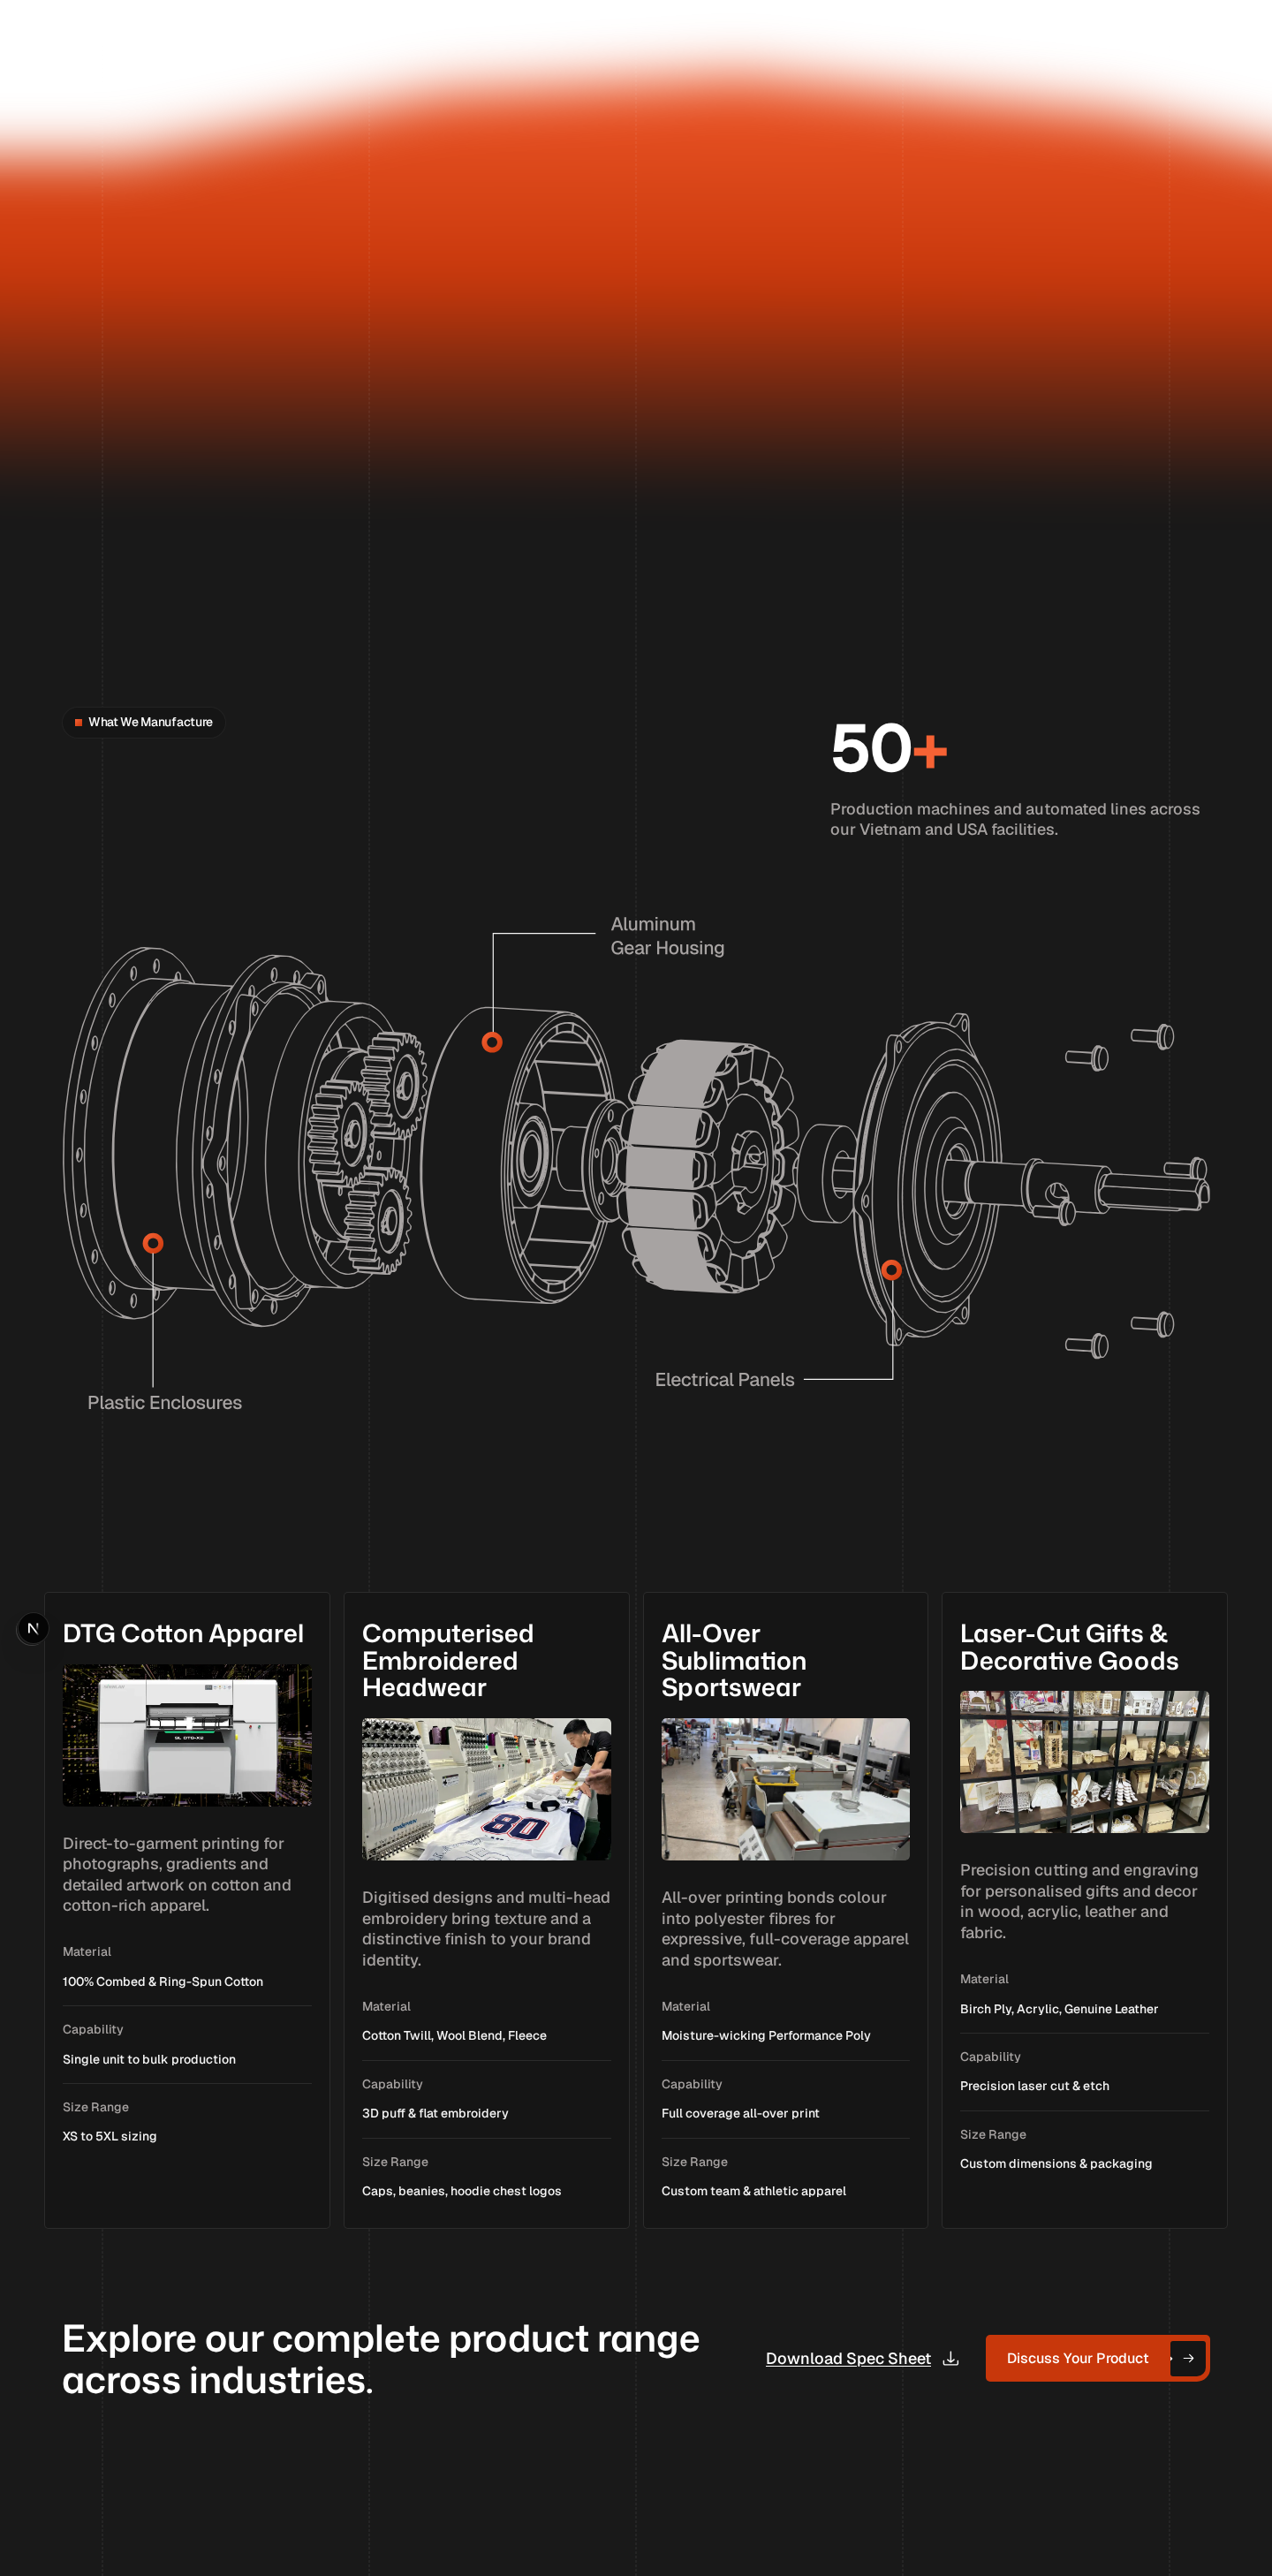 What We Manufacture
50+
Production machines and automated lines across
our Vietnam and USA facilities.
Aluminum
Gear Housing
Plastic Enclosures
Electrical Panels
N
DTG Cotton Apparel
Direct-to-garment printing for
photographs, gradients and
detailed artwork on cotton and
cotton-rich apparel.
Material
100% Combed & Ring-Spun Cotton
Capability
Single unit to bulk production
Size Range
XS to 5XL sizing
Computerised
Embroidered
Headwear
80
Digitised designs and multi-head
embroidery bring texture and a
distinctive finish to your brand
identity.
Material
Cotton Twill, Wool Blend, Fleece
Capability
3D puff & flat embroidery
Size Range
Caps, beanies, hoodie chest logos
All-Over
Sublimation
Sportswear
All-over printing bonds colour
into polyester fibres for
expressive, full-coverage apparel
and sportswear.
Material
Moisture-wicking Performance Poly
Capability
Full coverage all-over print
Size Range
Custom team & athletic apparel
Laser-Cut Gifts &
Decorative Goods
Precision cutting and engraving
for personalised gifts and decor
in wood, acrylic, leather and
fabric.
Material
Birch Ply, Acrylic, Genuine Leather
Capability
Precision laser cut & etch
Size Range
Custom dimensions & packaging
Explore our complete product range
across industries.
Download Spec Sheet
Discuss Your Product